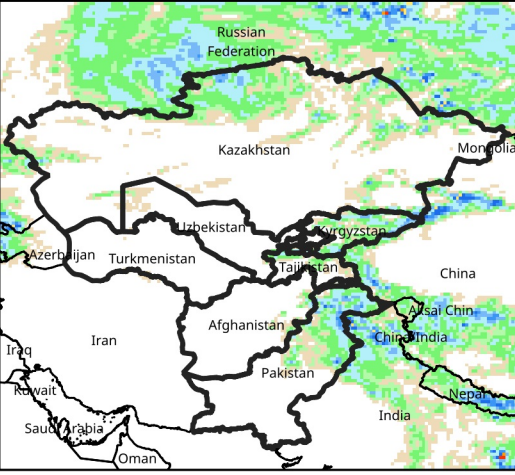 Russian
Federation
Kazakhstan
Mongolia
Uzbekistan
Kyrgyzstan
Azerbaijan
Turkmenistan
Tajikistan
China
Aksai Chin
Afghanistan
China/India
Iran
Iraq
Pakistan
Kuwait
Nepal
India
Saudi Arabia
Oman